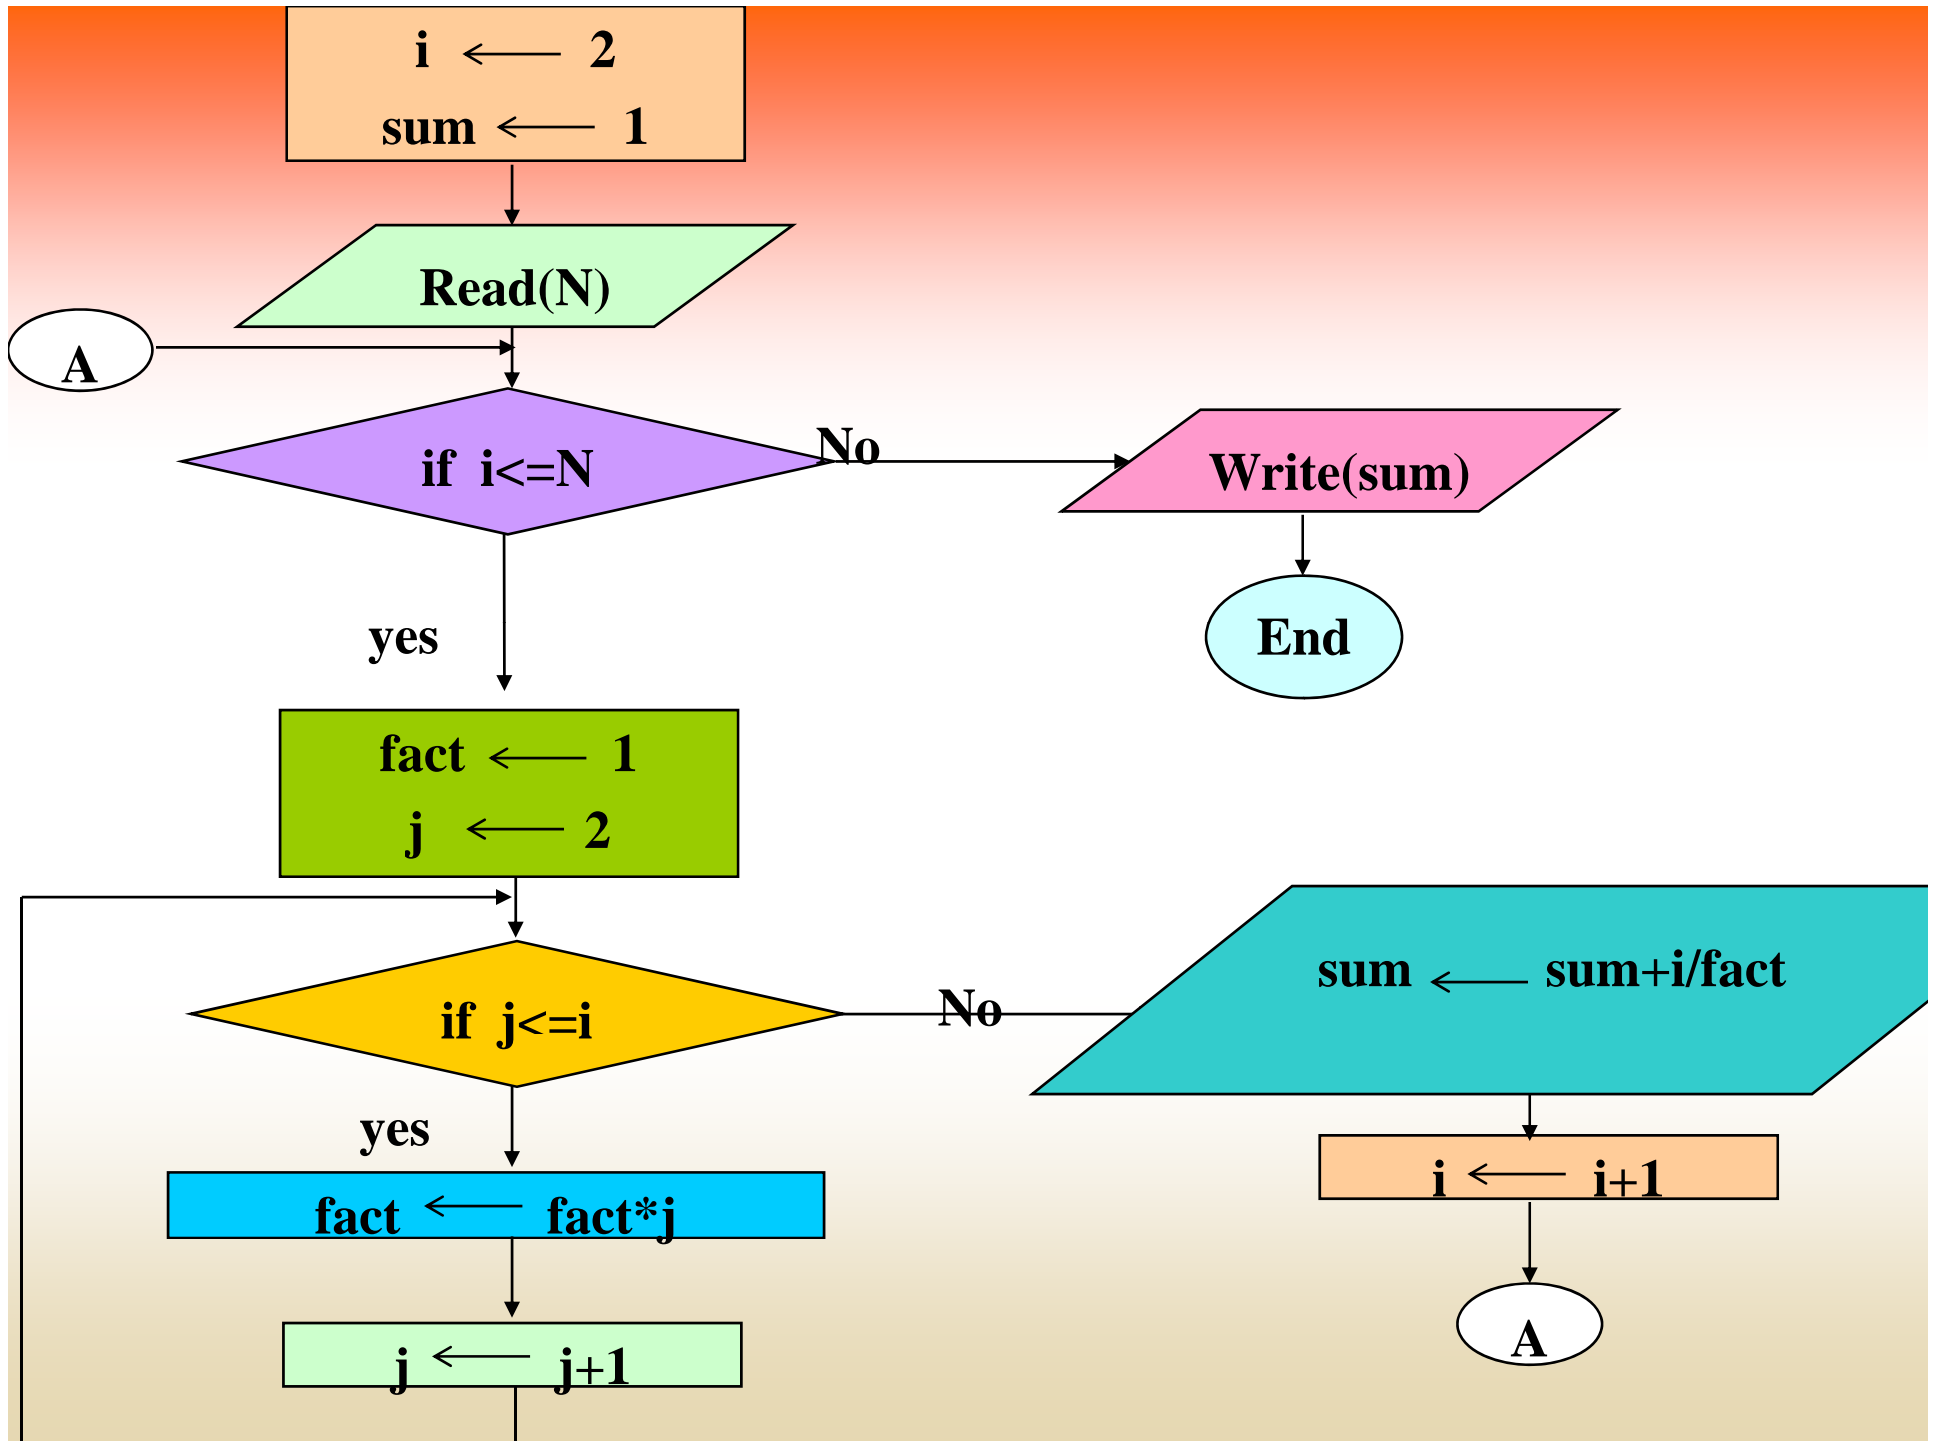 i ← 2
sum ← 1
Read(N)
A
if i<=N
No
Write(sum)
yes
End
fact ← 1
j ← 2
if j<=i
No
sum ← sum+i/fact
yes
fact ← fact*j
i ← i+1
j ← j+1
A